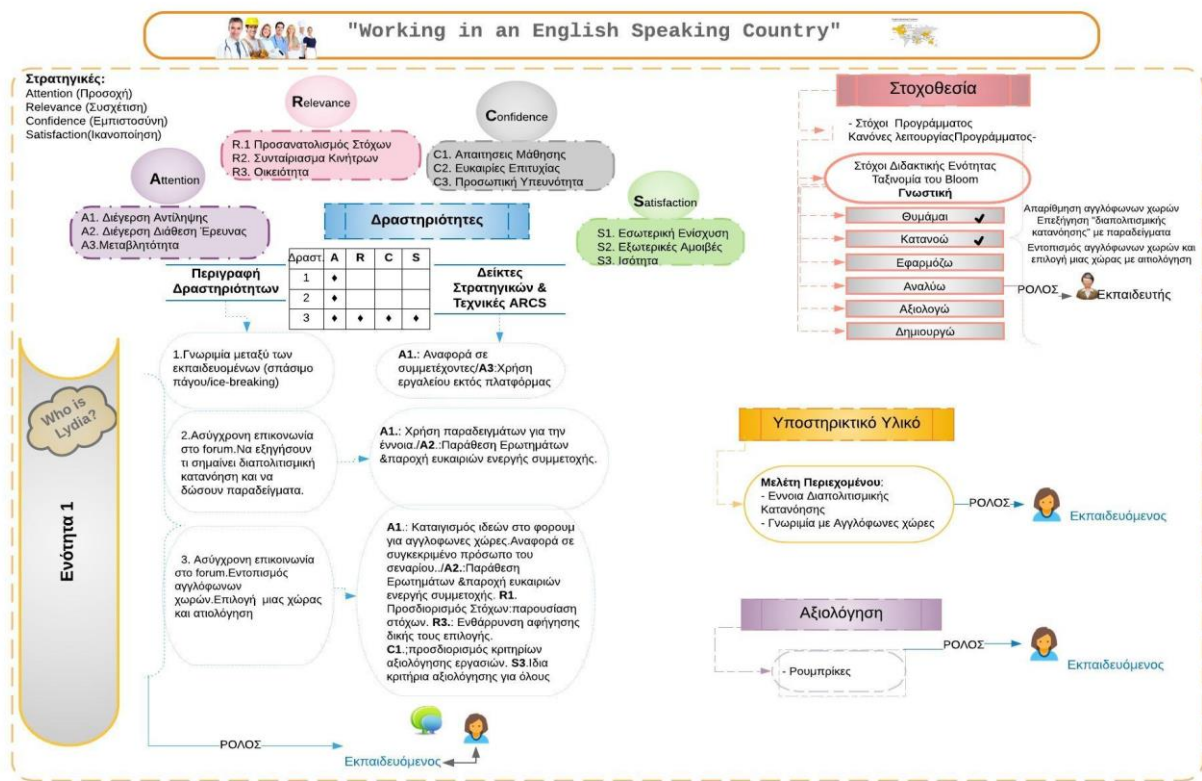 "Working in an English Speaking Country"
Στρατηγικές:
Attention (Προσοχή)
Relevance (Συσχέτιση)
Confidence (Εμπιστοσύνη)
Satisfaction(Ικανοποίηση)
Attention
A1. Διέγερση Αντίληψης
A2. Διέγερση Διάθεση Έρευνας
A3.Μεταβλητότητα
Relevance
R.1 Προσανατολισμός Στόχων
R2. Συνταίριασμα Κινήτρων
R3. Οικειότητα
Confidence
C1. Απαιτησεις Μάθησης
C2. Ευκαιρίες Επιτυχίας
C3. Προσωπική Υπευνότητα
Satisfaction
S1. Εσωτερική Ενίσχυση
S2. Εξωτερικές Αμοιβές
S3. Ισότητα
Δραστηριότητες
Περιγραφή
Δραστηριοτήτων
Δραστ. A R C S
1 ♦
2 ♦
3 ♦ ♦ ♦ ♦
Δείκτες
Στρατηγικών &
Τεχνικές ARCS
Who is
Lydia?
Ενότητα 1
1.Γνωριμία μεταξύ των
εκπαιδευομένων (σπάσιμο
πάγου/ice-breaking)
A1.: Αναφορά σε
συμμετέχοντες/A3:Χρήση
εργαλείου εκτός πλατφόρμας
2.Ασύγχρονη επικονωνία
στο forum.Να εξηγήσουν
τι σημαίνει διαπολιτισμική
κατανόηση και να
δώσουν παραδείγματα.
A1.: Χρήση παραδειγμάτων για την
έννοια./A2.:Παράθεση Ερωτημάτων
&παροχή ευκαιριών ενεργής συμμετοχής.
3. Ασύγχρονη επικοινωνία
στο forum.Εντοπισμός
αγγλόφωνων
χωρών.Επιλογή μιας χώρας
και ατιολόγηση
A1.: Καταιγισμός ιδεών στο φορουμ
για αγγλοφωνες χώρες.Αναφορά σε
συγκεκριμένο πρόσωπο του
σεναρίου../A2.:Παράθεση
Ερωτημάτων &παροχή ευκαιριών
ενεργής συμμετοχής. R1.
Προσδιορισμός Στόχων:παρουσίαση
στόχων. R3.: Ενθάρρυνση αφήγησης
δικής τους επιλογής.
C1.;προσδιορισμός κριτηρίων
αξιολόγησης εργασιών. S3.Ιδια
κριτήρια αξιολόγησης για όλους
ΡΟΛΟΣ
Εκπαιδευόμενος
Στοχοθεσία
- Στόχοι Προγράμματος
Κανόνες λειτουργίαςΠρογράμματος-
Στόχοι Διδακτικής Ενότητας
Ταξινομία του Bloom
Γνωστική
Θυμάμαι ✔
Κατανοώ ✔
Εφαρμόζω
Αναλύω
Αξιολογώ
Δημιουργώ
Απαρίθμηση αγγλόφωνων χωρών
Επεξήγηση "διαπολιτισμικής
κατανόησης" με παραδείγματα
Εντοπισμός αγγλόφωνων χωρών και
επιλογή μιας χώρας με αιτιολόγηση
ΡΟΛΟΣ
Εκπαιδευτής
Υποστηρικτικό Υλικό
Μελέτη Περιεχομένου:
- Εννοια Διαπολιτισμικής
Κατανόησης
- Γνωριμία με Αγγλόφωνες χώρες
ΡΟΛΟΣ
Εκπαιδευόμενος
Αξιολόγηση
- Ρουμπρίκες
ΡΟΛΟΣ
Εκπαιδευόμενος